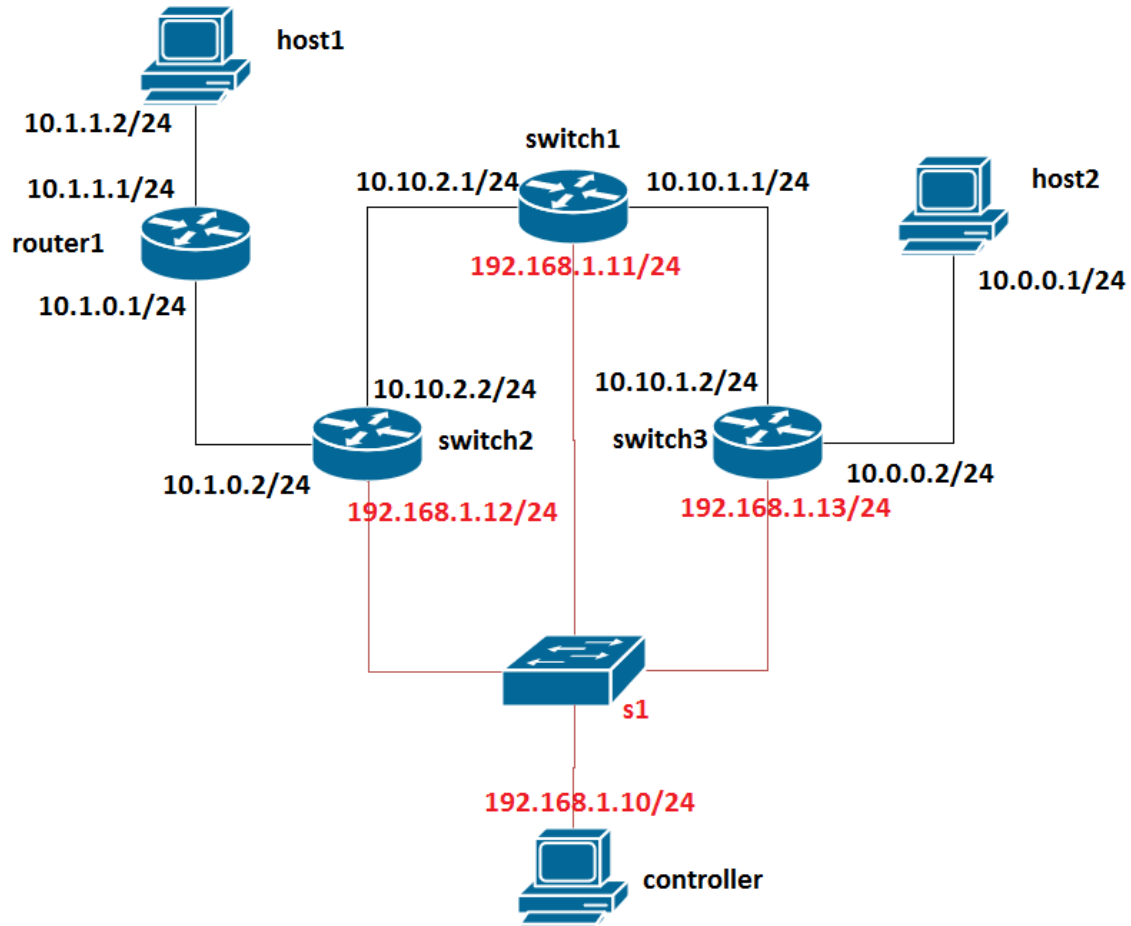 host1
10.1.1.2/24
switch1
10.1.1.1/24
10.10.2.1/24
10.10.1.1/24
host2
router1
192.168.1.11/24
10.0.0.1/24
10.1.0.1/24
10.10.2.2/24
10.10.1.2/24
switch2
switch3
10.1.0.2/24
10.0.0.2/24
192.168.1.12/24
192.168.1.13/24
s1
192.168.1.10/24
controller